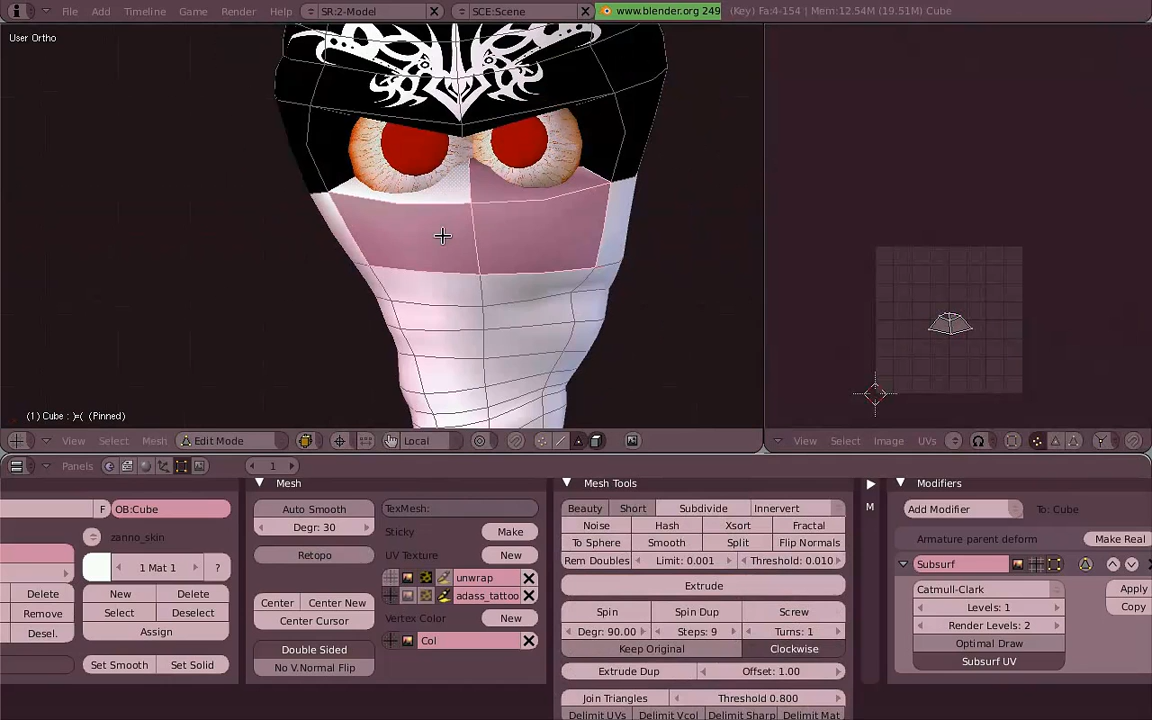 File Add Timeline Game Render Help SR:2-Model SCE:Scene www.blender.org 249 (Key) Fa:4-154 | Mem:12.54M (19.51M) Cube
User Ortho
(1) Cube : )=( (Pinned)
View Select Mesh Edit Mode Local View Select Image UVs
Panels 1
Mesh Mesh Tools Modifiers
F OB:Cube Auto Smooth TexMesh: Beauty Short Subdivide Innervert M Add Modifier To: Cube
Degr: 30 Noise Hash Xsort Fractal
zanno_skin Sticky Make To Sphere Smooth Split Flip Normals Armature parent deform Make Real
Retopo UV Texture New Rem Doubles Limit: 0.001 Threshold: 0.010
1 Mat 1 ? unwrap Extrude Subsurf
Delete New Delete Center Center New adass_tattoo Catmull-Clark Apply
Remove Select Deselect Center Cursor Vertex Color New Spin Spin Dup Screw Levels: 1 Copy
Desel. Assign Col Degr: 90.00 Steps: 9 Turns: 1 Render Levels: 2
Double Sided Keep Original Clockwise Optimal Draw
Set Smooth Set Solid No V.Normal Flip Extrude Dup Offset: 1.00 Subsurf UV
Join Triangles Threshold 0.800
Delimit UVs Delimit Vcol Delimit Sharp Delimit Mat